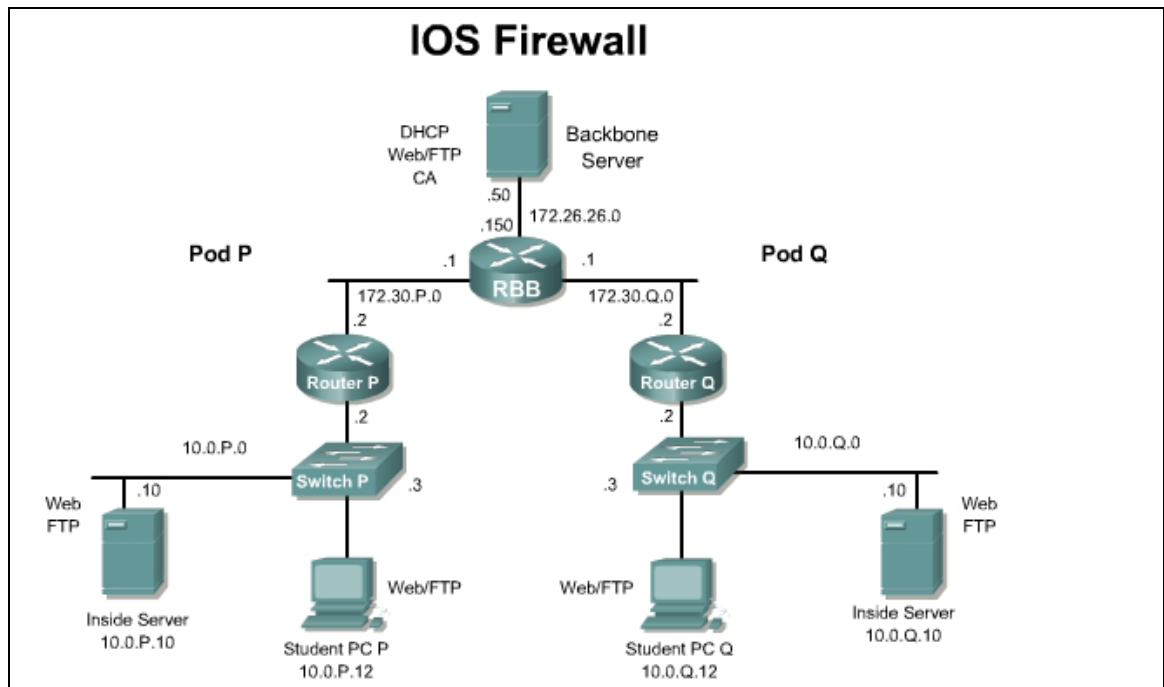 IOS Firewall
DHCP
Web/FTP
CA
Backbone
Server
.50
172.26.26.0
.150
Pod P
Pod Q
.1
.1
RBB
172.30.P.0
172.30.Q.0
.2
.2
Router P
Router Q
.2
.2
10.0.P.0
10.0.Q.0
Switch P
.3
.3
Switch Q
.10
.10
Web
FTP
Web
FTP
Web/FTP
Web/FTP
Inside Server
10.0.P.10
Inside Server
10.0.Q.10
Student PC P
10.0.P.12
Student PC Q
10.0.Q.12